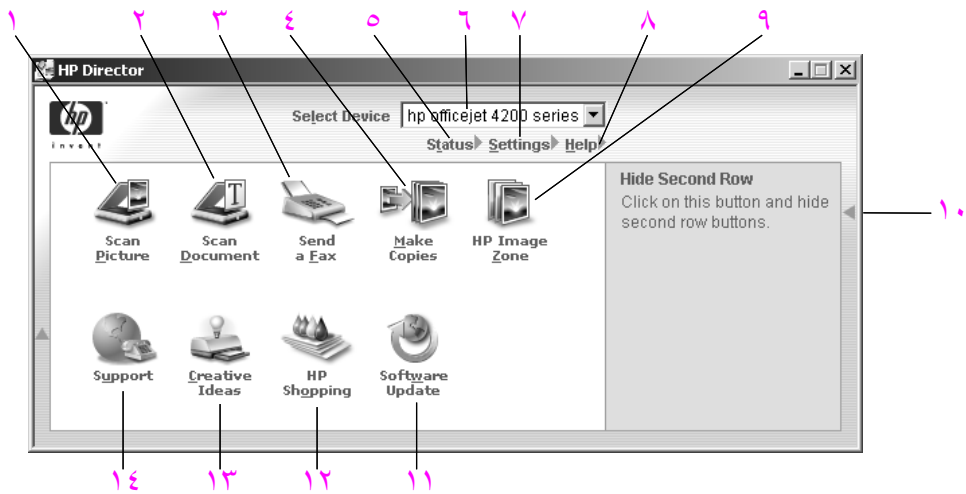 ١ ٢ ٣ ٤ ٥ ٦ ٧ ٨ ٩
HP Director
hp
invent
Select Device hp officejet 4200 series
Status Settings Help
Hide Second Row
Click on this button and hide
second row buttons.
١٠
Scan
Picture
Scan
Document
Send
a Fax
Make
Copies
HP Image
Zone
Support
Creative
Ideas
HP
Shopping
Software
Update
١٤ ١٣ ١٢ ١١